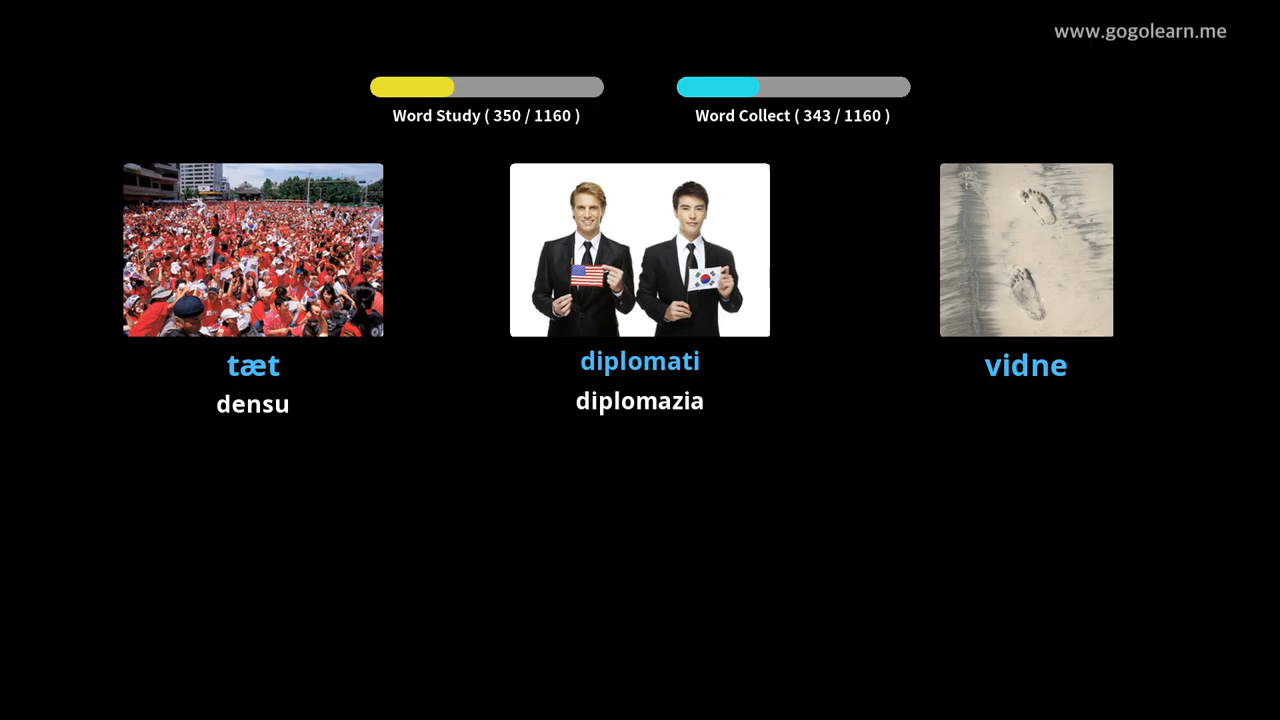 www.gogolearn.me
Word Study ( 350 / 1160 )
Word Collect ( 343 / 1160 )
tæt
densu
diplomati
diplomazia
vidne